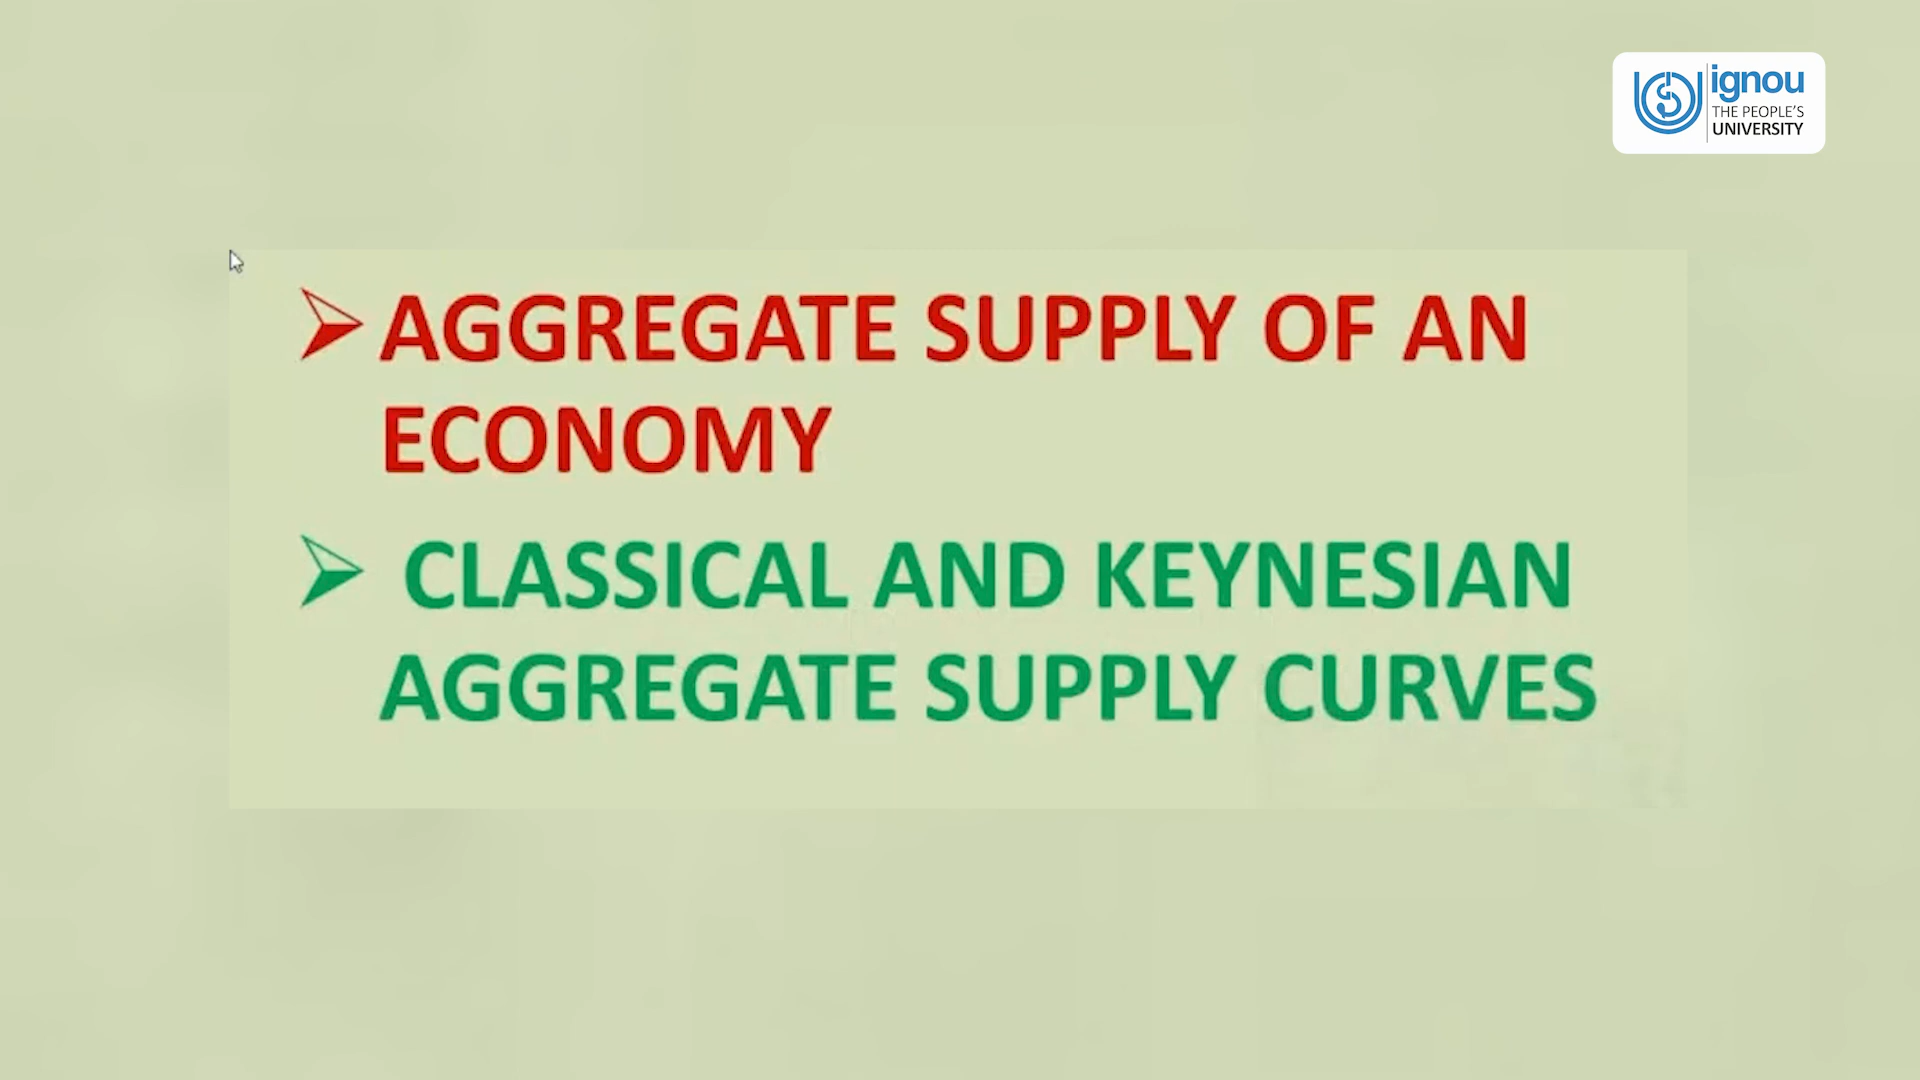 ignou
THE PEOPLE'S
UNIVERSITY
AGGREGATE SUPPLY OF AN
ECONOMY
CLASSICAL AND KEYNESIAN
AGGREGATE SUPPLY CURVES